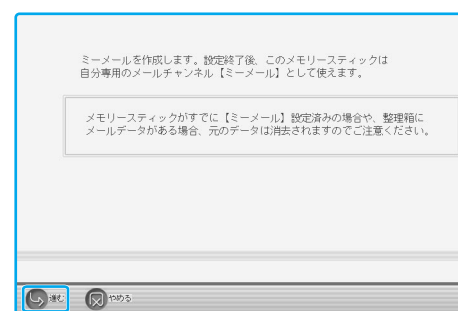 ミーメールを作成します。設定終了後、このメモリースティックは
自分専用のメールチャンネル【ミーメール】として使えます。
メモリースティックがすでに【ミーメール】設定済みの場合や、整理箱に
メールデータがある場合、元のデータは消去されますのでご注意ください。
進む
やめる